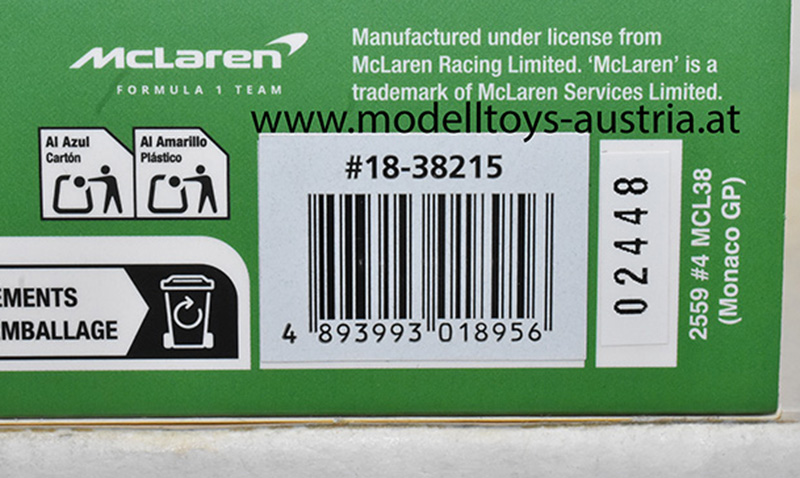 McLaren
FORMULA 1 TEAM
Manufactured under license from
McLaren Racing Limited. ‘McLaren’ is a
trademark of McLaren Services Limited.
www.modelltoys-austria.at
Al Azul
Cartón
Al Amarillo
Plástico
#18-38215
4 893993 018956
02448
2559 #4 MCL38
(Monaco GP)
EMENTS
EMBALLAGE